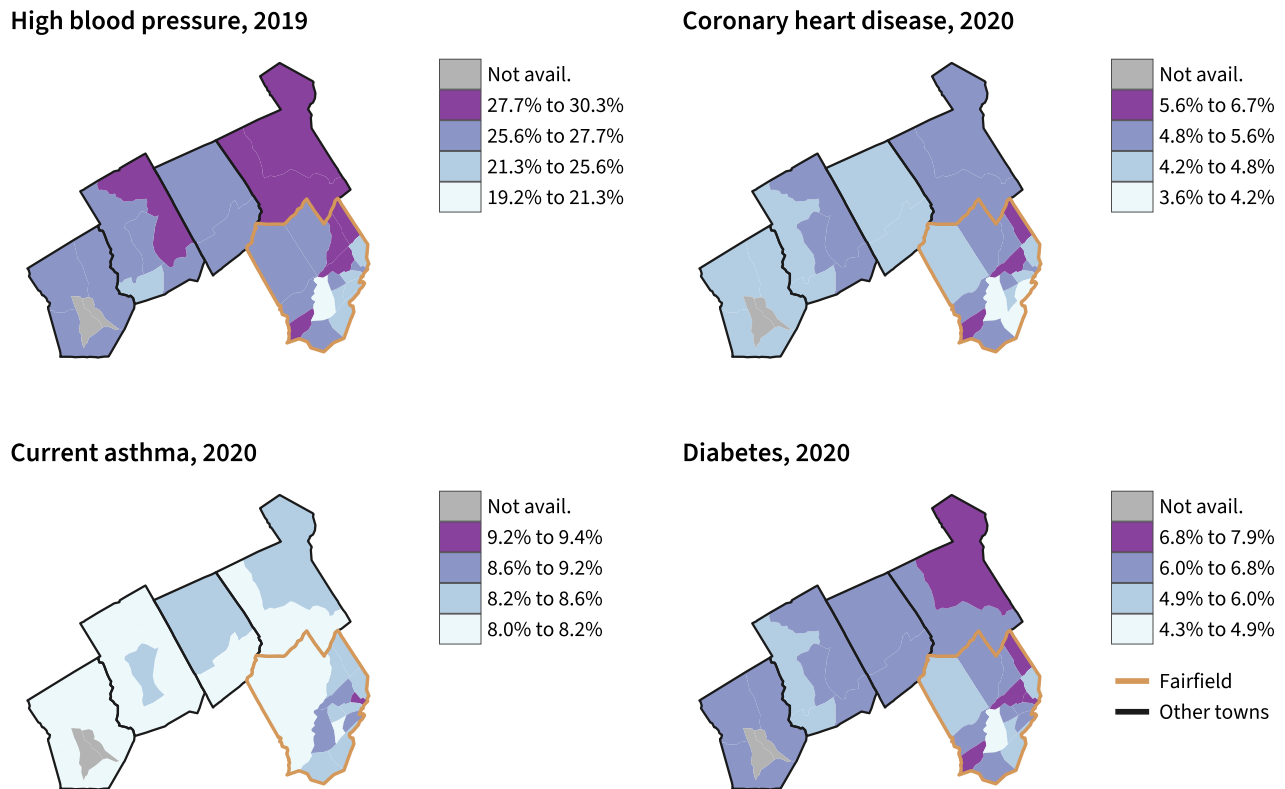 High blood pressure, 2019
Not avail.
27.7% to 30.3%
25.6% to 27.7%
21.3% to 25.6%
19.2% to 21.3%
Coronary heart disease, 2020
Not avail.
5.6% to 6.7%
4.8% to 5.6%
4.2% to 4.8%
3.6% to 4.2%
Current asthma, 2020
Not avail.
9.2% to 9.4%
8.6% to 9.2%
8.2% to 8.6%
8.0% to 8.2%
Diabetes, 2020
Not avail.
6.8% to 7.9%
6.0% to 6.8%
4.9% to 6.0%
4.3% to 4.9%
Fairfield
Other towns